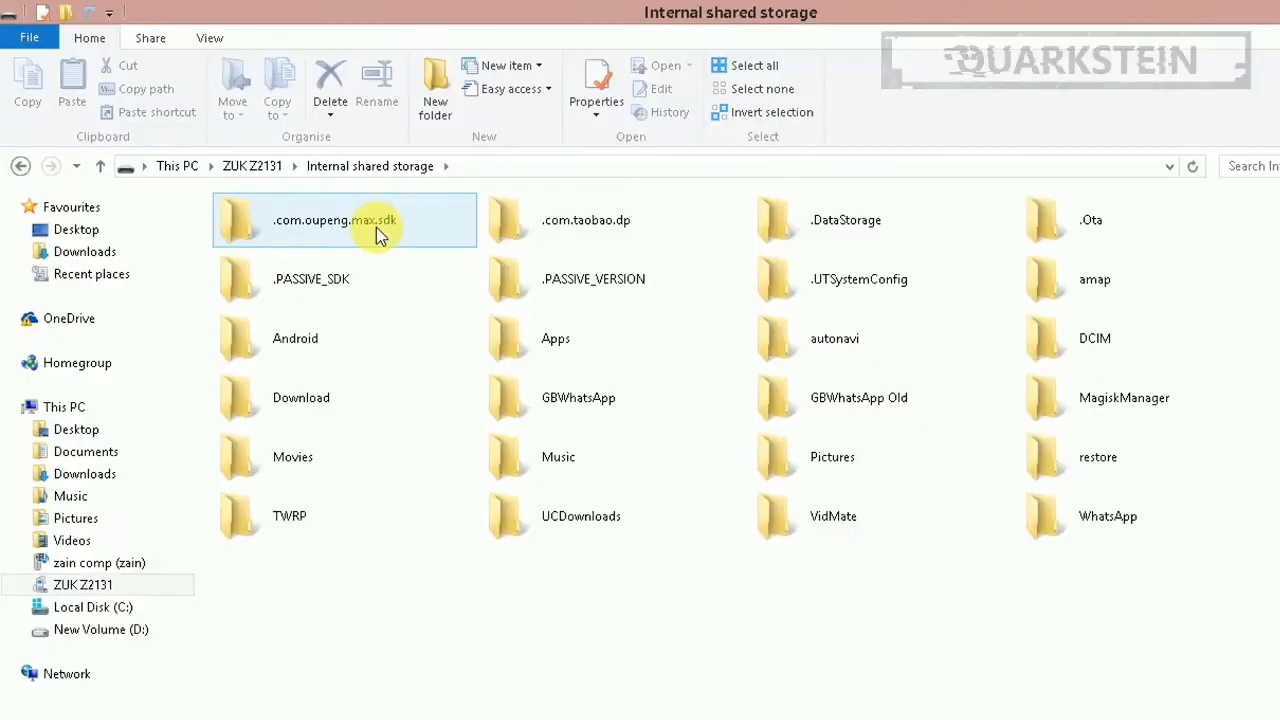 Internal shared storage
File Home Share View
QUARKSTEIN
Copy
Paste
Cut
Copy path
Paste shortcut
Clipboard
Move to
Copy to
Delete
Rename
Organise
New folder
New item
Easy access
New
Properties
Open
Edit
History
Open
Select all
Select none
Invert selection
Select
This PC ZUK Z2131 Internal shared storage
Search In
Favourites
Desktop
Downloads
Recent places
OneDrive
Homegroup
This PC
Desktop
Documents
Downloads
Music
Pictures
Videos
zain comp (zain)
ZUK Z2131
Local Disk (C:)
New Volume (D:)
Network
.com.oupeng.max.sdk .com.taobao.dp .DataStorage .Ota
.PASSIVE_SDK .PASSIVE_VERSION .UTSystemConfig amap
Android Apps autonavi DCIM
Download GBWhatsApp GBWhatsApp Old MagiskManager
Movies Music Pictures restore
TWRP UCDownloads VidMate WhatsApp